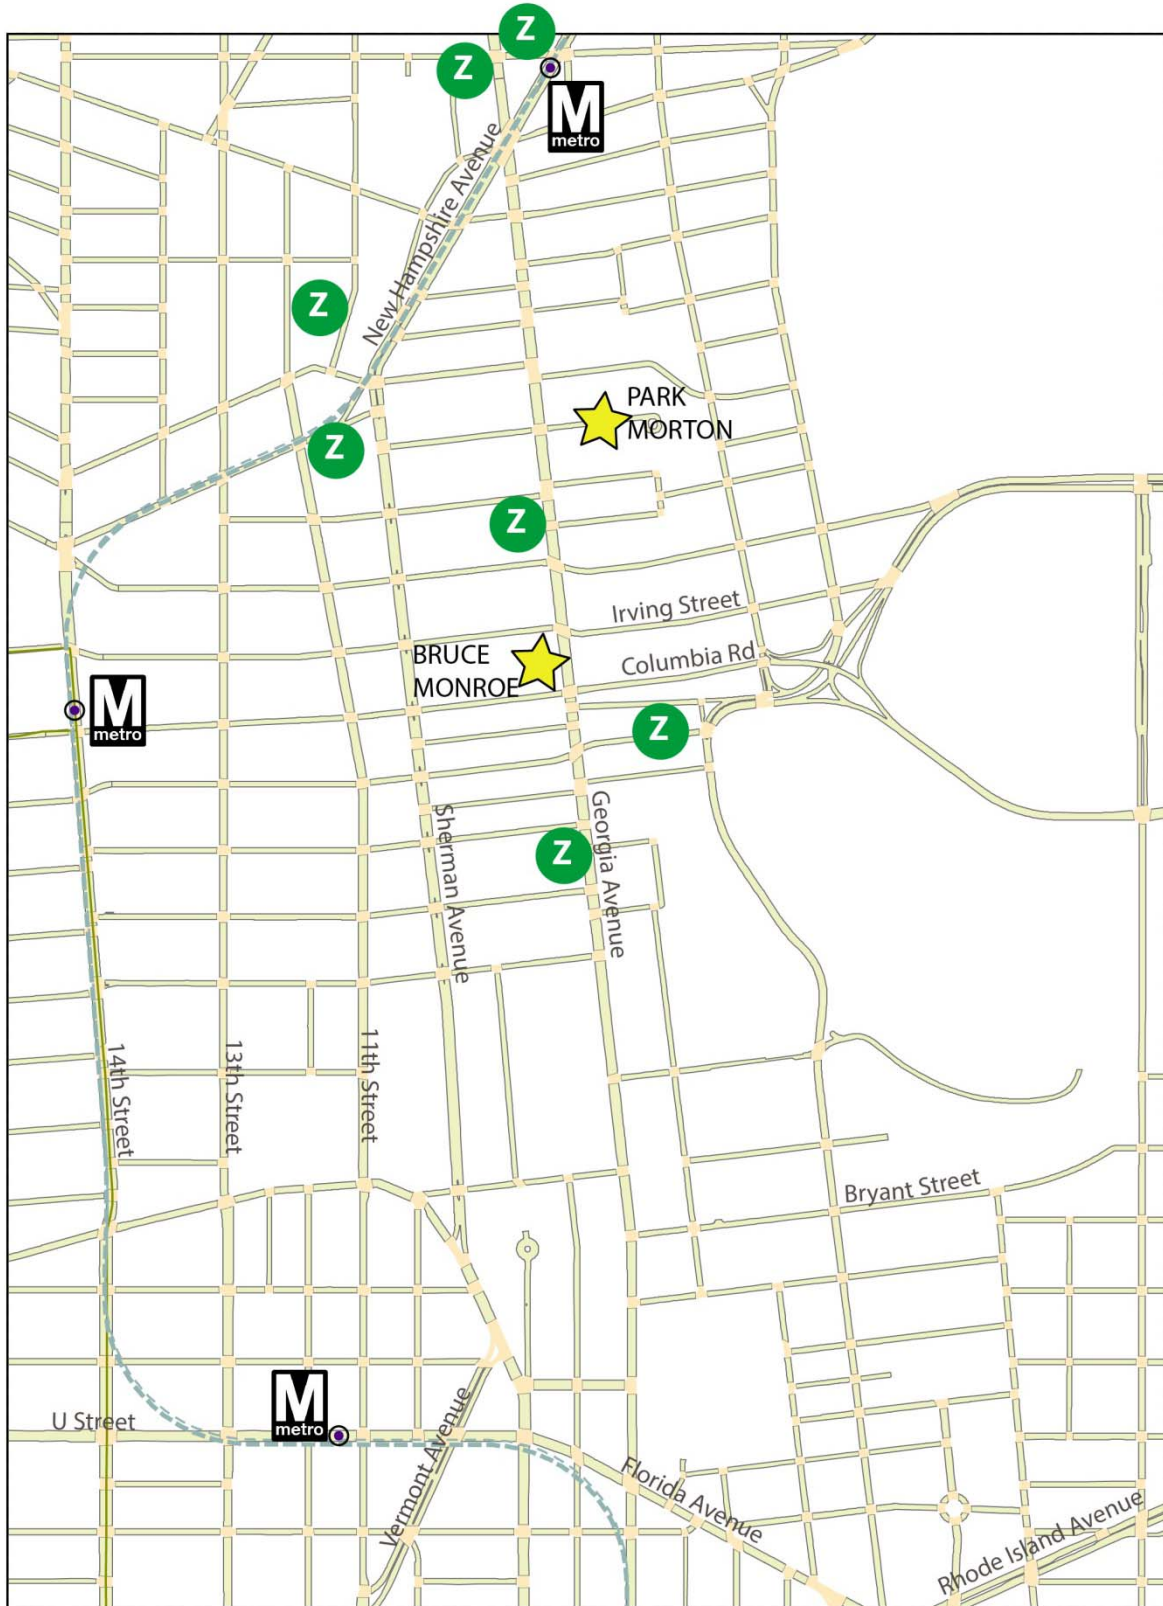 Z
Z
M
metro
New Hampshire Avenue
Z
PARK
MORTON
Z
Z
Irving Street
BRUCE
MONROE
Columbia Rd
M
metro
Z
Georgia Avenue
Sherman Avenue
Z
14th Street
13th Street
11th Street
Bryant Street
M
metro
U Street
Vermont Avenue
Florida Avenue
Rhode Island Avenue